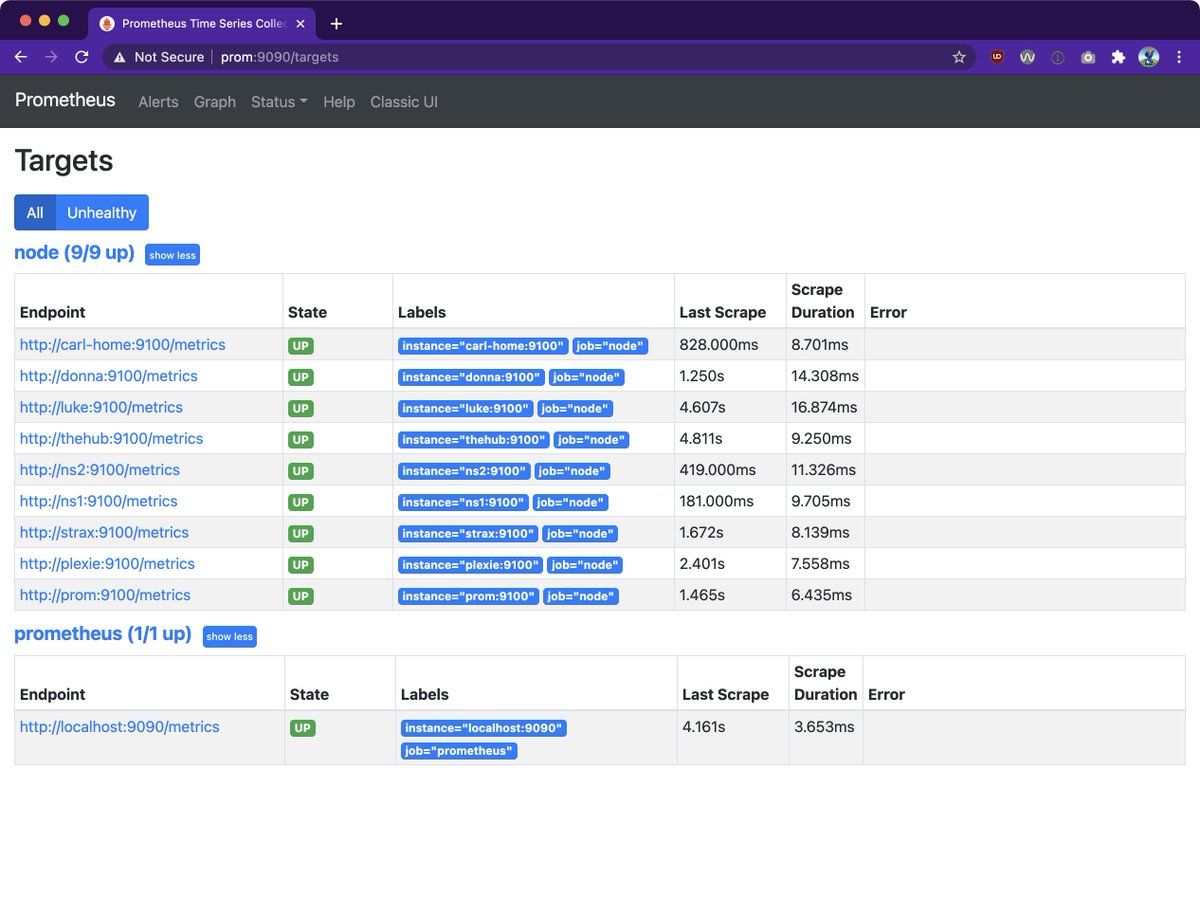 Prometheus Time Series Collec
Not Secure prom:9090/targets
Prometheus Alerts Graph Status Help Classic UI
Targets
All Unhealthy
node (9/9 up) show less
Endpoint State Labels Last Scrape Scrape Duration Error
http://carl-home:9100/metrics UP instance="carl-home:9100" job="node" 828.000ms 8.701ms
http://donna:9100/metrics UP instance="donna:9100" job="node" 1.250s 14.308ms
http://luke:9100/metrics UP instance="luke:9100" job="node" 4.607s 16.874ms
http://thehub:9100/metrics UP instance="thehub:9100" job="node" 4.811s 9.250ms
http://ns2:9100/metrics UP instance="ns2:9100" job="node" 419.000ms 11.326ms
http://ns1:9100/metrics UP instance="ns1:9100" job="node" 181.000ms 9.705ms
http://strax:9100/metrics UP instance="strax:9100" job="node" 1.672s 8.139ms
http://plexie:9100/metrics UP instance="plexie:9100" job="node" 2.401s 7.558ms
http://prom:9100/metrics UP instance="prom:9100" job="node" 1.465s 6.435ms
prometheus (1/1 up) show less
Endpoint State Labels Last Scrape Scrape Duration Error
http://localhost:9090/metrics UP instance="localhost:9090" 4.161s 3.653ms
job="prometheus"